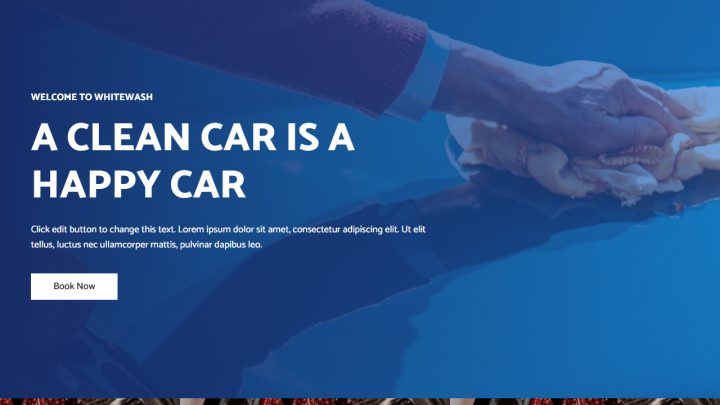 WELCOME TO WHITEWASH
A CLEAN CAR IS A
HAPPY CAR
Click edit button to change this text. Lorem ipsum dolor sit amet, consectetur adipiscing elit. Ut elit
tellus, luctus nec ullamcorper mattis, pulvinar dapibus leo.
Book Now